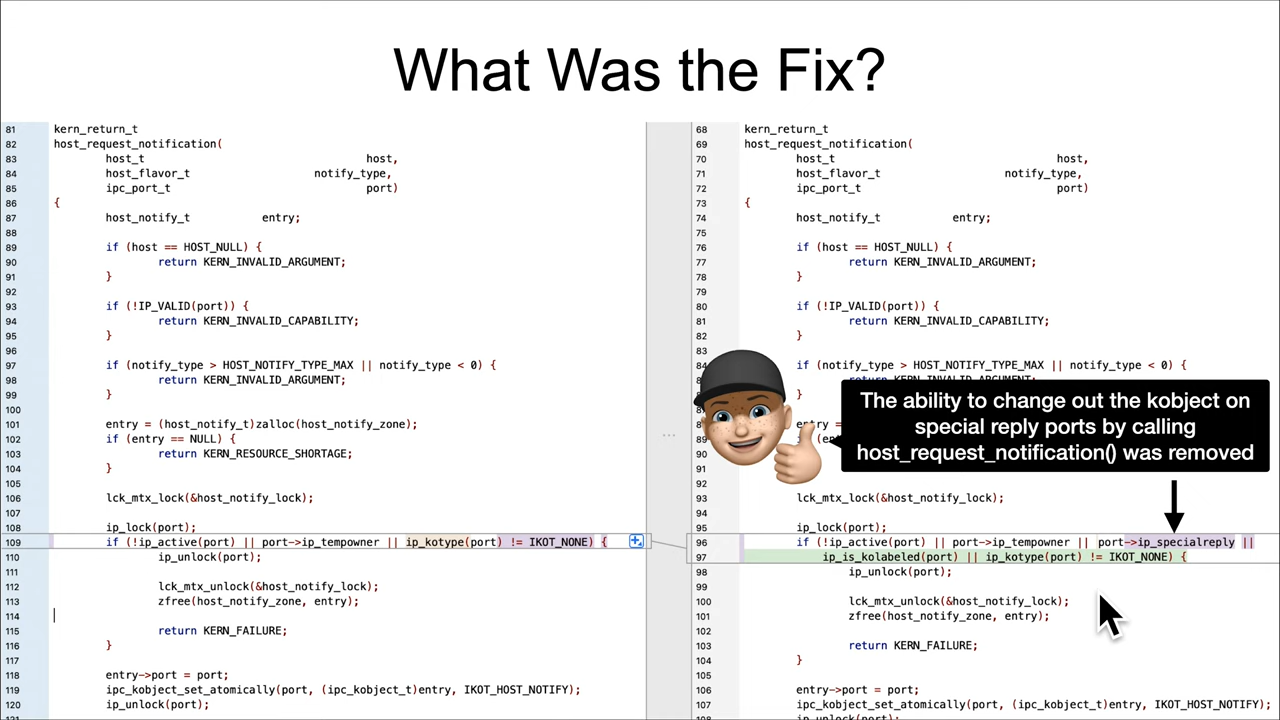 What Was the Fix?
81 kern_return_t
82 host_request_notification(
83 host_t host,
84 host_flavor_t notify_type,
85 ipc_port_t port)
86 {
87 host_notify_t entry;
88
89 if (host == HOST_NULL) {
90 return KERN_INVALID_ARGUMENT;
91 }
92
93 if (!IP_VALID(port)) {
94 return KERN_INVALID_CAPABILITY;
95 }
96
97 if (notify_type > HOST_NOTIFY_TYPE_MAX || notify_type < 0) {
98 return KERN_INVALID_ARGUMENT;
99 }
100
101 entry = (host_notify_t)zalloc(host_notify_zone);
102 if (entry == NULL) {
103 return KERN_RESOURCE_SHORTAGE;
104 }
105
106 lck_mtx_lock(&host_notify_lock);
107
108 ip_lock(port);
109 if (!ip_active(port) || port->ip_tempowner || ip_kotype(port) != IKOT_NONE) {
110 ip_unlock(port);
111
112 lck_mtx_unlock(&host_notify_lock);
113 zfree(host_notify_zone, entry);
114
115 return KERN_FAILURE;
116 }
117
118 entry->port = port;
119 ipc_kobject_set_atomically(port, (ipc_kobject_t)entry, IKOT_HOST_NOTIFY);
120 ip_unlock(port);
...
68 kern_return_t
69 host_request_notification(
70 host_t host,
71 host_flavor_t notify_type,
72 ipc_port_t port)
73 {
74 host_notify_t entry;
75
76 if (host == HOST_NULL) {
77 return KERN_INVALID_ARGUMENT;
78 }
79
80 if (!IP_VALID(port)) {
81 return KERN_INVALID_CAPABILITY;
82 }
83
if (notify_type > HOST_NOTIFY_TYPE_MAX || notify_type < 0) {
return KERN_INVALID_ARGUMENT;
The ability to change out the kobject on
special reply ports by calling
host_request_notification() was removed
90
91
92
93 lck_mtx_lock(&host_notify_lock);
94
95 ip_lock(port);
96 if (!ip_active(port) || port->ip_tempowner || port->ip_specialreply ||
97 ip_is_kolabeled(port) || ip_kotype(port) != IKOT_NONE) {
98 ip_unlock(port);
99
100 lck_mtx_unlock(&host_notify_lock);
101 zfree(host_notify_zone, entry);
102
102 return KERN_FAILURE;
104 }
105
106 entry->port = port;
107 ipc_kobject_set_atomically(port, (ipc_kobject_t)entry, IKOT_HOST_NOTIFY);